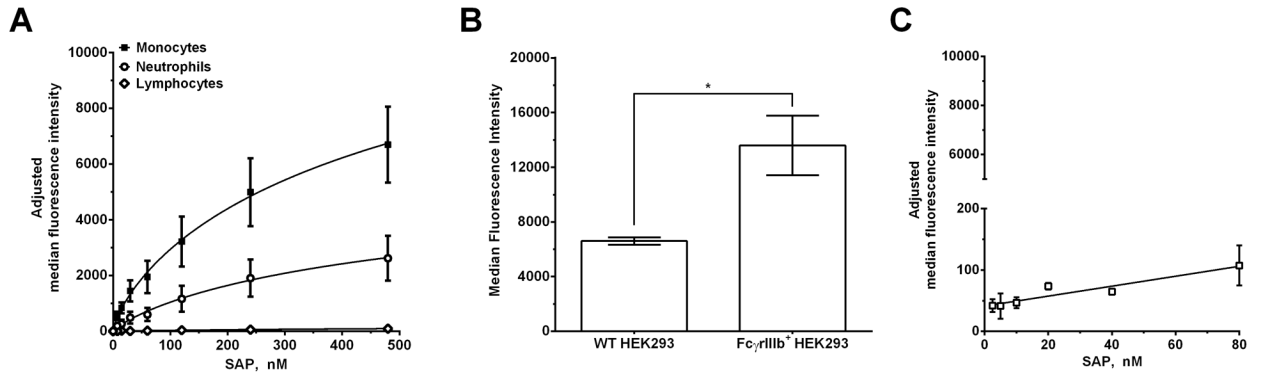 A
Monocytes
Neutrophils
Lymphocytes
10000
8000
6000
4000
2000
0
0 100 200 300 400 500
SAP, nM
Adjusted
median fluorescence intensity
B
20000
16000
12000
8000
4000
0
*
WT HEK293 FcγrIIIb+ HEK293
Median Fluorescence Intensity
C
10000
8000
6000
200
100
0
0 20 40 60 80
SAP, nM
Adjusted
median fluorescence intensity